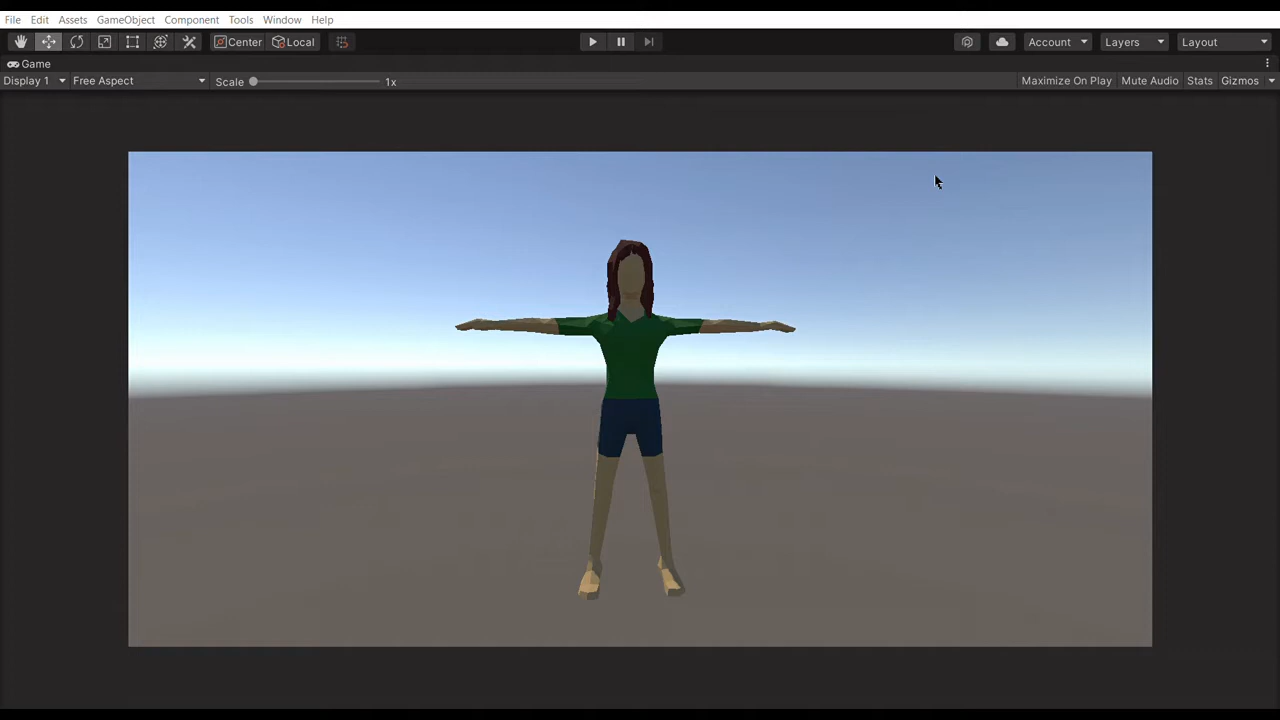 File Edit Assets GameObject Component Tools Window Help
Center Local Account Layers Layout
Game
Display 1 Free Aspect Scale 1x Maximize On Play Mute Audio Stats Gizmos